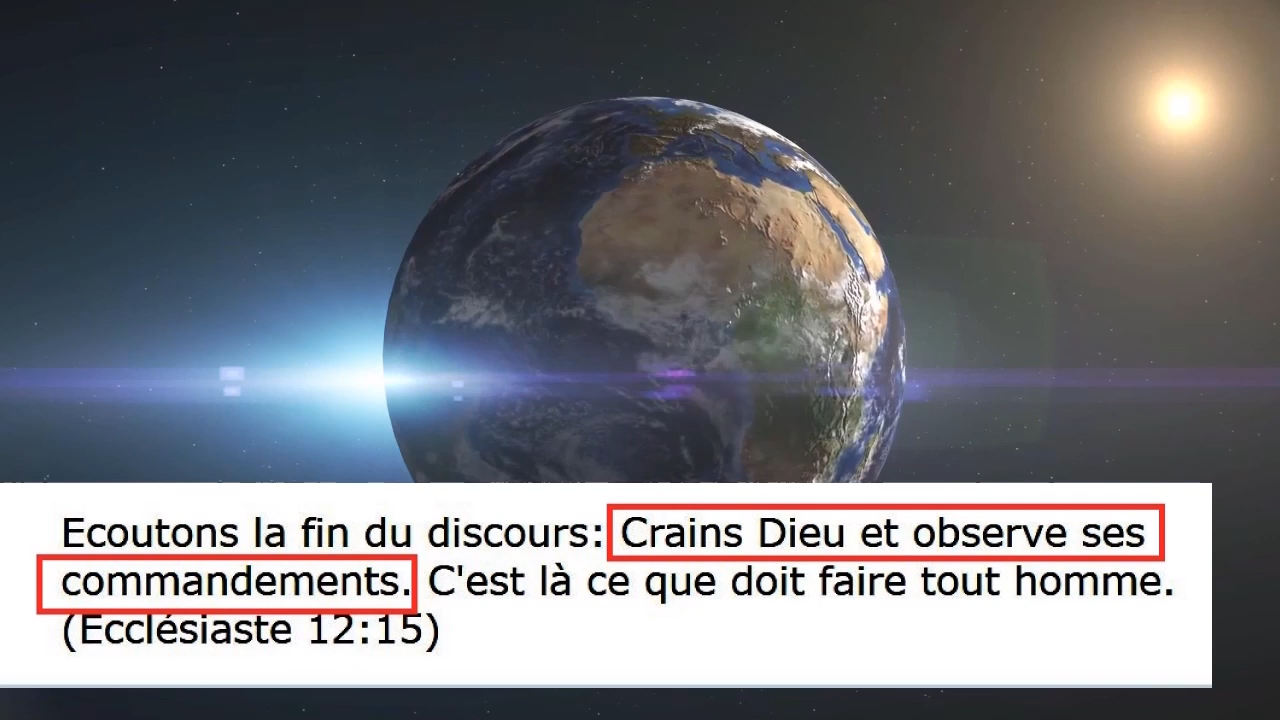 Ecoutons la fin du discours: Crains Dieu et observe ses
commandements. C'est là ce que doit faire tout homme.
(Ecclésiaste 12:15)